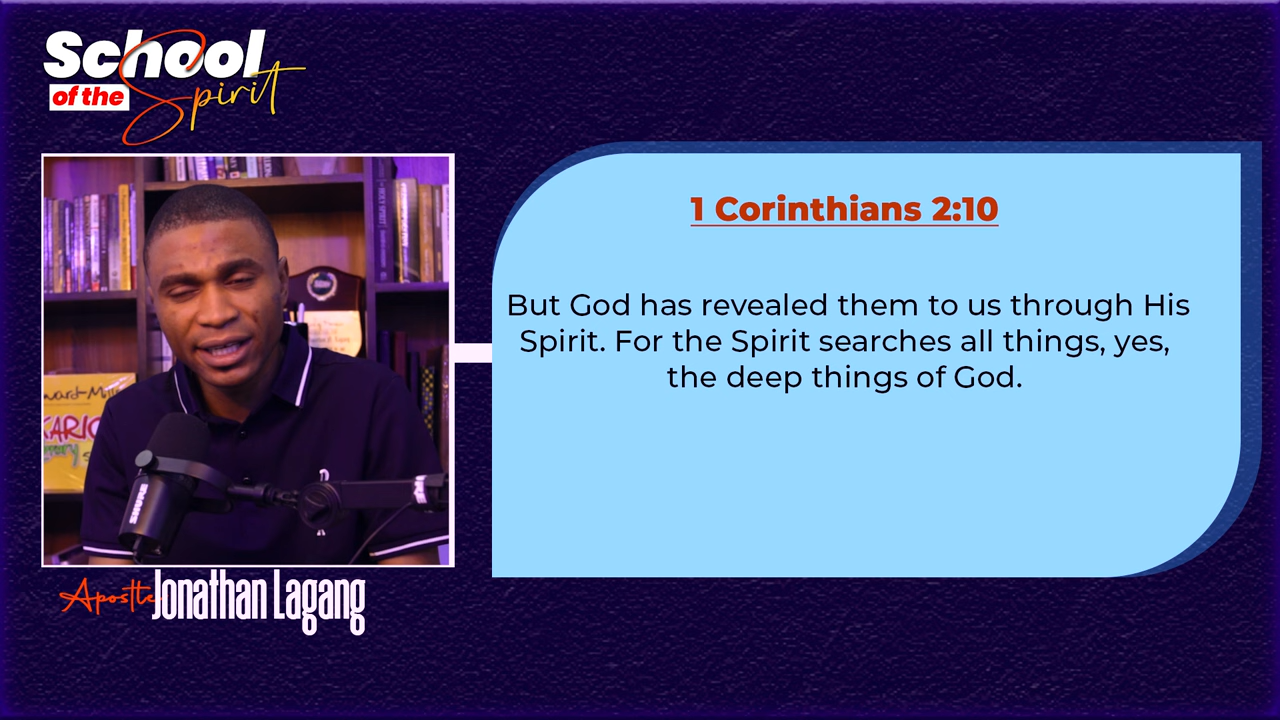 School
of the
Spirit
1 Corinthians 2:10
But God has revealed them to us through His
Spirit. For the Spirit searches all things, yes,
the deep things of God.
SHURE
Apostle Jonathan Lagang